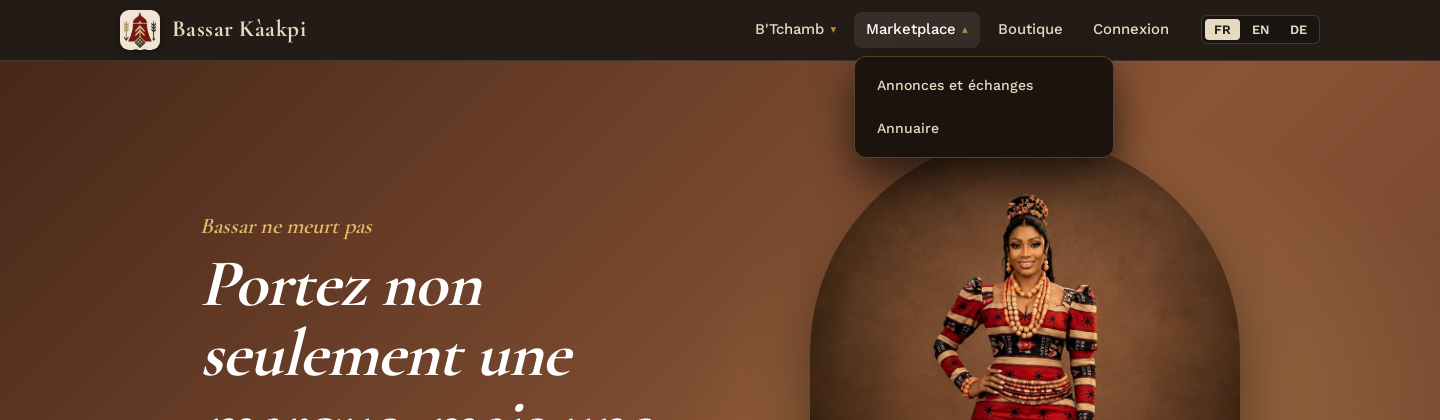 Bassar Kàakpi
B'Tchamb ▾
Marketplace ▴
Boutique
Connexion
FR
EN
DE
Annonces et échanges
Annuaire
Bassar ne meurt pas
Portez non
seulement une